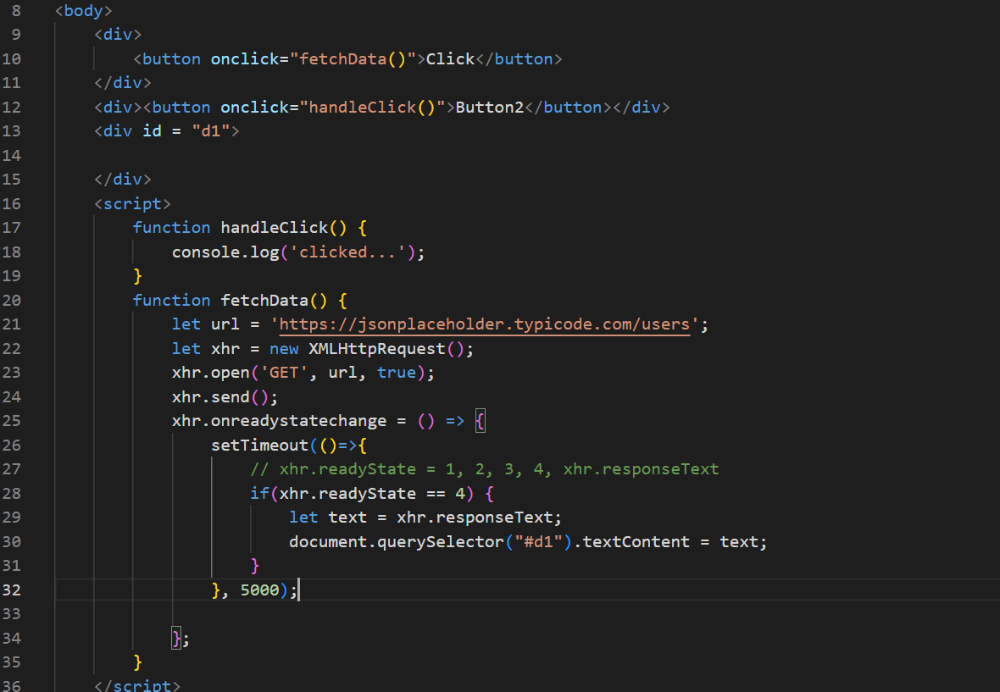 8 <body>
9 <div>
10 <button onclick="fetchData()">Click</button>
11 </div>
12 <div><button onclick="handleClick()">Button2</button></div>
13 <div id = "d1">
14
15 </div>
16 <script>
17 function handleClick() {
18 console.log('clicked...');
19 }
20 function fetchData() {
21 let url = 'https://jsonplaceholder.typicode.com/users';
22 let xhr = new XMLHttpRequest();
23 xhr.open('GET', url, true);
24 xhr.send();
25 xhr.onreadystatechange = () => {
26 setTimeout(()=>{
27 // xhr.readyState = 1, 2, 3, 4, xhr.responseText
28 if(xhr.readyState == 4) {
29 let text = xhr.responseText;
30 document.querySelector("#d1").textContent = text;
31 }
32 }, 5000);
33
34 };
35 }
36 </script>